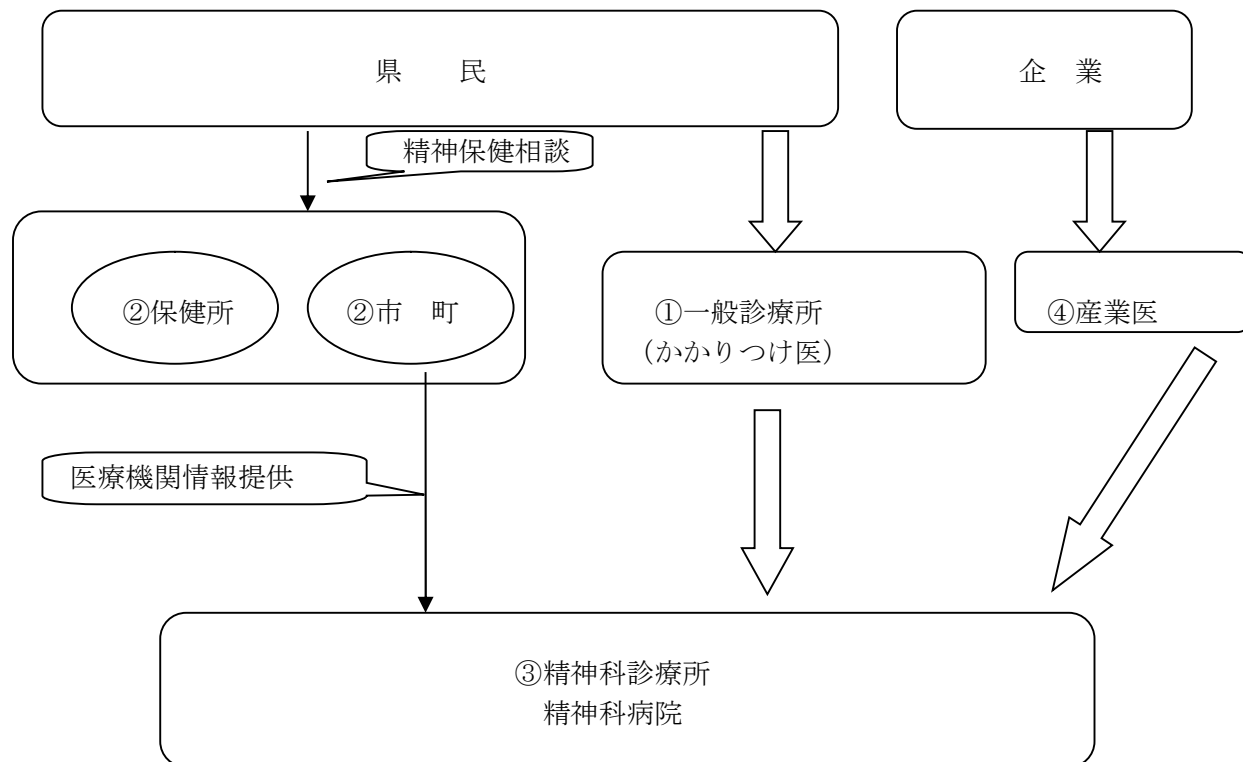 県　　民
企　業
精神保健相談
②保健所
②市　町
①一般診療所
（かかりつけ医）
④産業医
医療機関情報提供
③精神科診療所
精神科病院